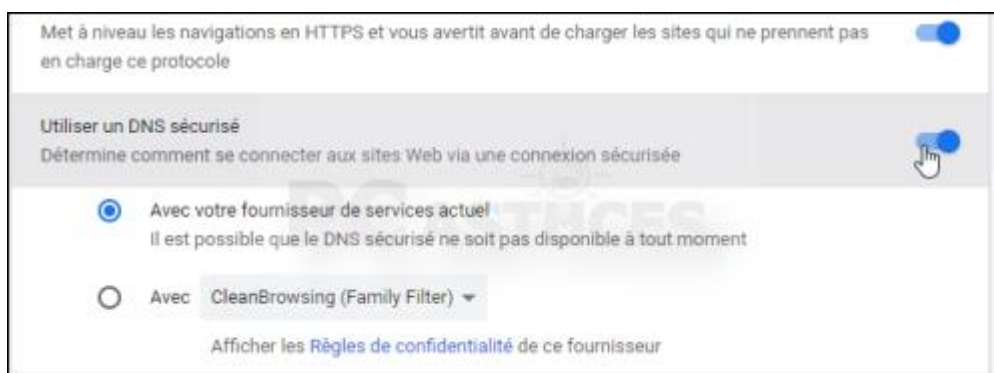 Met à niveau les navigations en HTTPS et vous avertit avant de charger les sites qui ne prennent pas
en charge ce protocole
Utiliser un DNS sécurisé
Détermine comment se connecter aux sites Web via une connexion sécurisée
PC ASTUCES
Avec votre fournisseur de services actuel
Il est possible que le DNS sécurisé ne soit pas disponible à tout moment
Avec CleanBrowsing (Family Filter)
Afficher les Règles de confidentialité de ce fournisseur